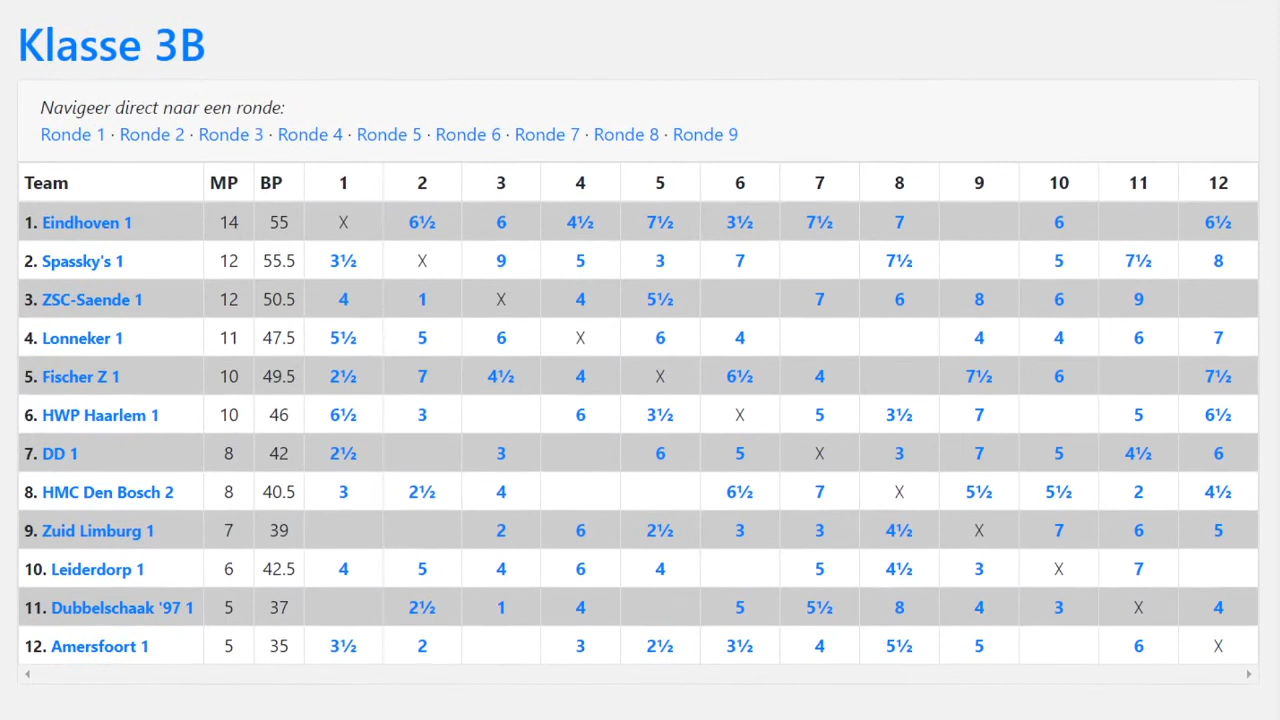 Klasse 3B
Navigeer direct naar een ronde:
Ronde 1 · Ronde 2 · Ronde 3 · Ronde 4 · Ronde 5 · Ronde 6 · Ronde 7 · Ronde 8 · Ronde 9
Team MP BP 1 2 3 4 5 6 7 8 9 10 11 12
1. Eindhoven 1 14 55 X 6½ 6 4½ 7½ 3½ 7½ 7 6 6½
2. Spassky's 1 12 55.5 3½ X 9 5 3 7 7½ 5 7½ 8
3. ZSC-Saende 1 12 50.5 4 1 X 4 5½ 7 6 8 6 9
4. Lonneker 1 11 47.5 5½ 5 6 X 6 4 4 4 6 7
5. Fischer Z 1 10 49.5 2½ 7 4½ 4 X 6½ 4 7½ 6 7½
6. HWP Haarlem 1 10 46 6½ 3 6 3½ X 5 3½ 7 5 6½
7. DD 1 8 42 2½ 3 6 5 X 3 7 5 4½ 6
8. HMC Den Bosch 2 8 40.5 3 2½ 4 6½ 7 X 5½ 5½ 2 4½
9. Zuid Limburg 1 7 39 2 6 2½ 3 3 4½ X 7 6 5
10. Leiderdorp 1 6 42.5 4 5 4 6 4 5 4½ 3 X 7
11. Dubbelschaak '97 1 5 37 2½ 1 4 5 5½ 8 4 3 X 4
12. Amersfoort 1 5 35 3½ 2 3 2½ 3½ 4 5½ 5 6 X